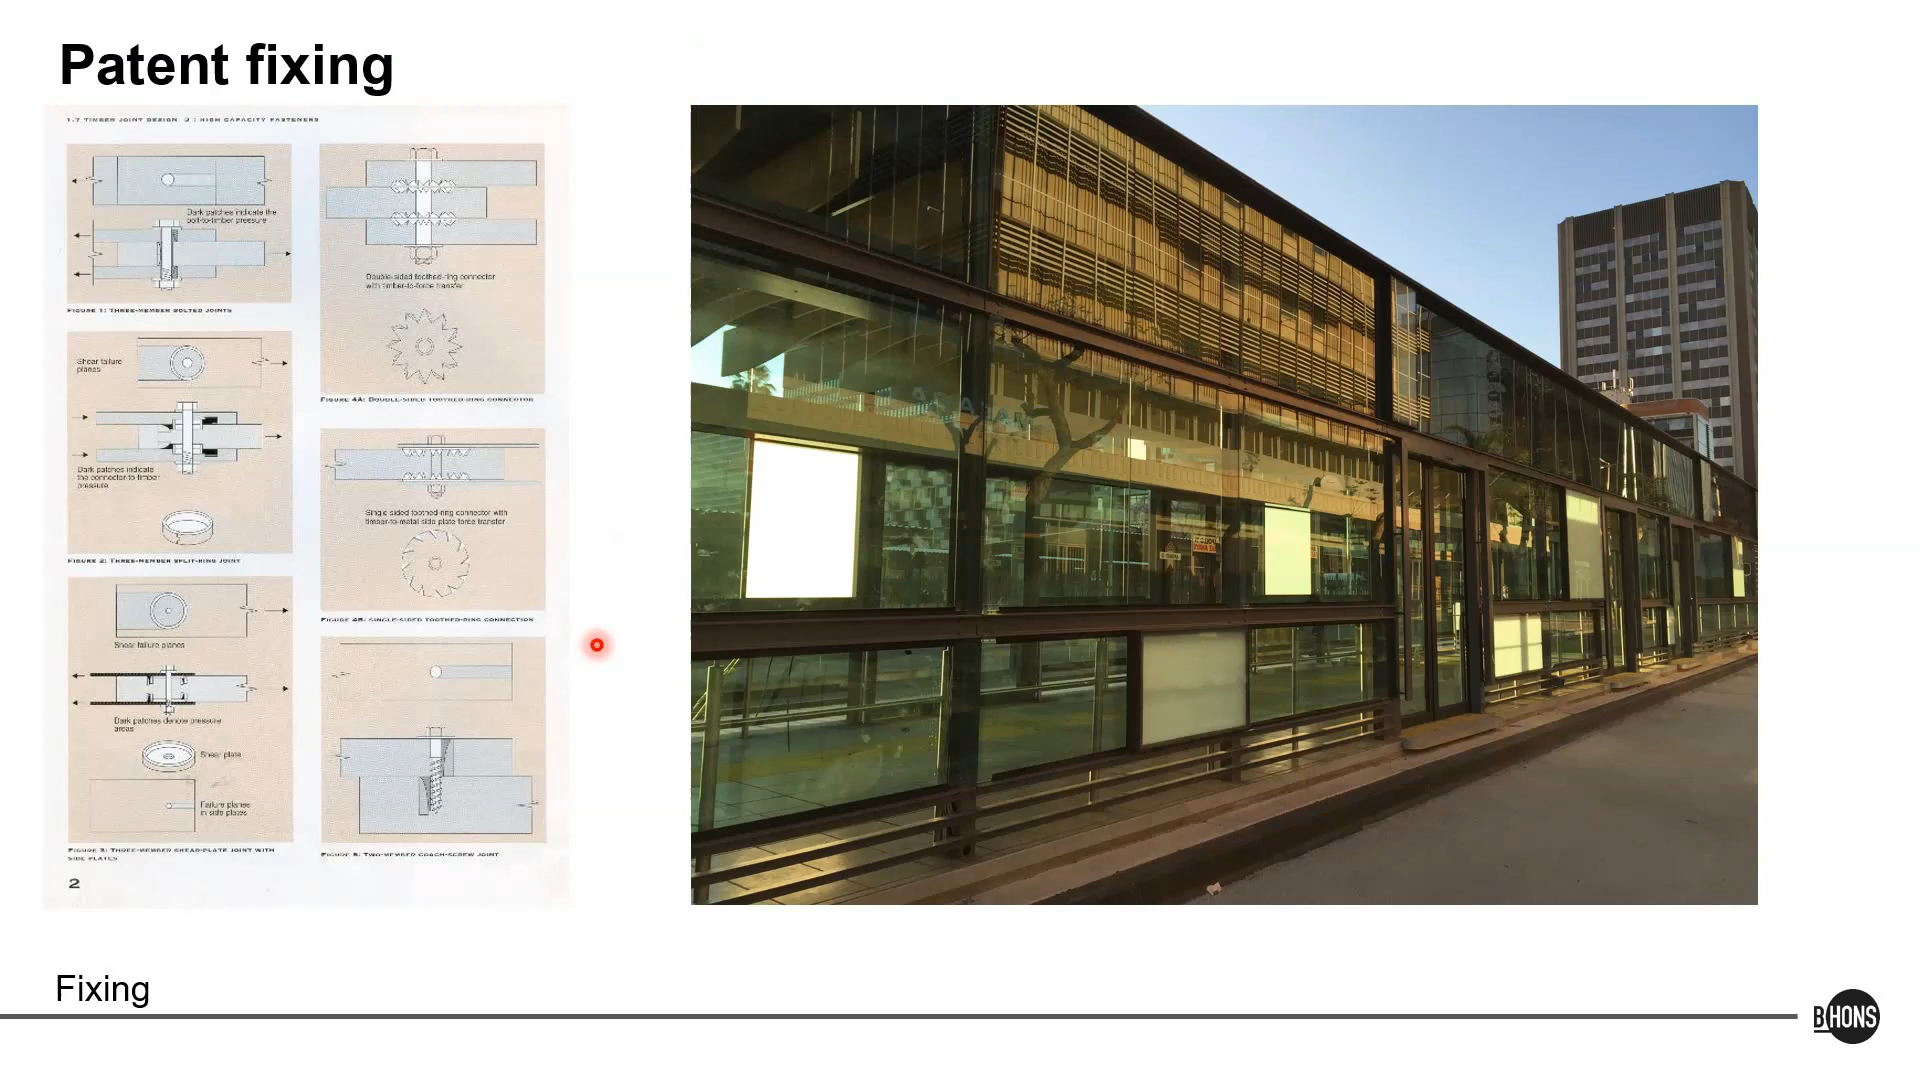 Patent fixing
1.7 TIMBER JOINT DESIGN 3 : HIGH CAPACITY FASTENERS
Dark patches indicate the
bolt-to-timber pressure
FIGURE 1: THREE-MEMBER BOLTED JOINTS
Shear failure
planes
Dark patches indicate
the connector-to-timber
pressure
FIGURE 2: THREE-MEMBER SPLIT-RING JOINT
Shear failure planes
Dark patches denote pressure
areas
Shear plate
Failure planes
in side plates
FIGURE 3: THREE-MEMBER SHEAR-PLATE JOINT WITH
SIDE PLATES
2
Double-sided toothed-ring connector
with timber-to-force transfer
FIGURE 4A: DOUBLE-SIDED TOOTHED-RING CONNECTOR
Single sided toothed-ring connector with
timber-to-metal side plate force transfer
FIGURE 4B: SINGLE-SIDED TOOTHED-RING CONNECTION
FIGURE 5: TWO-MEMBER COACH-SCREW JOINT
Fixing
B HONS